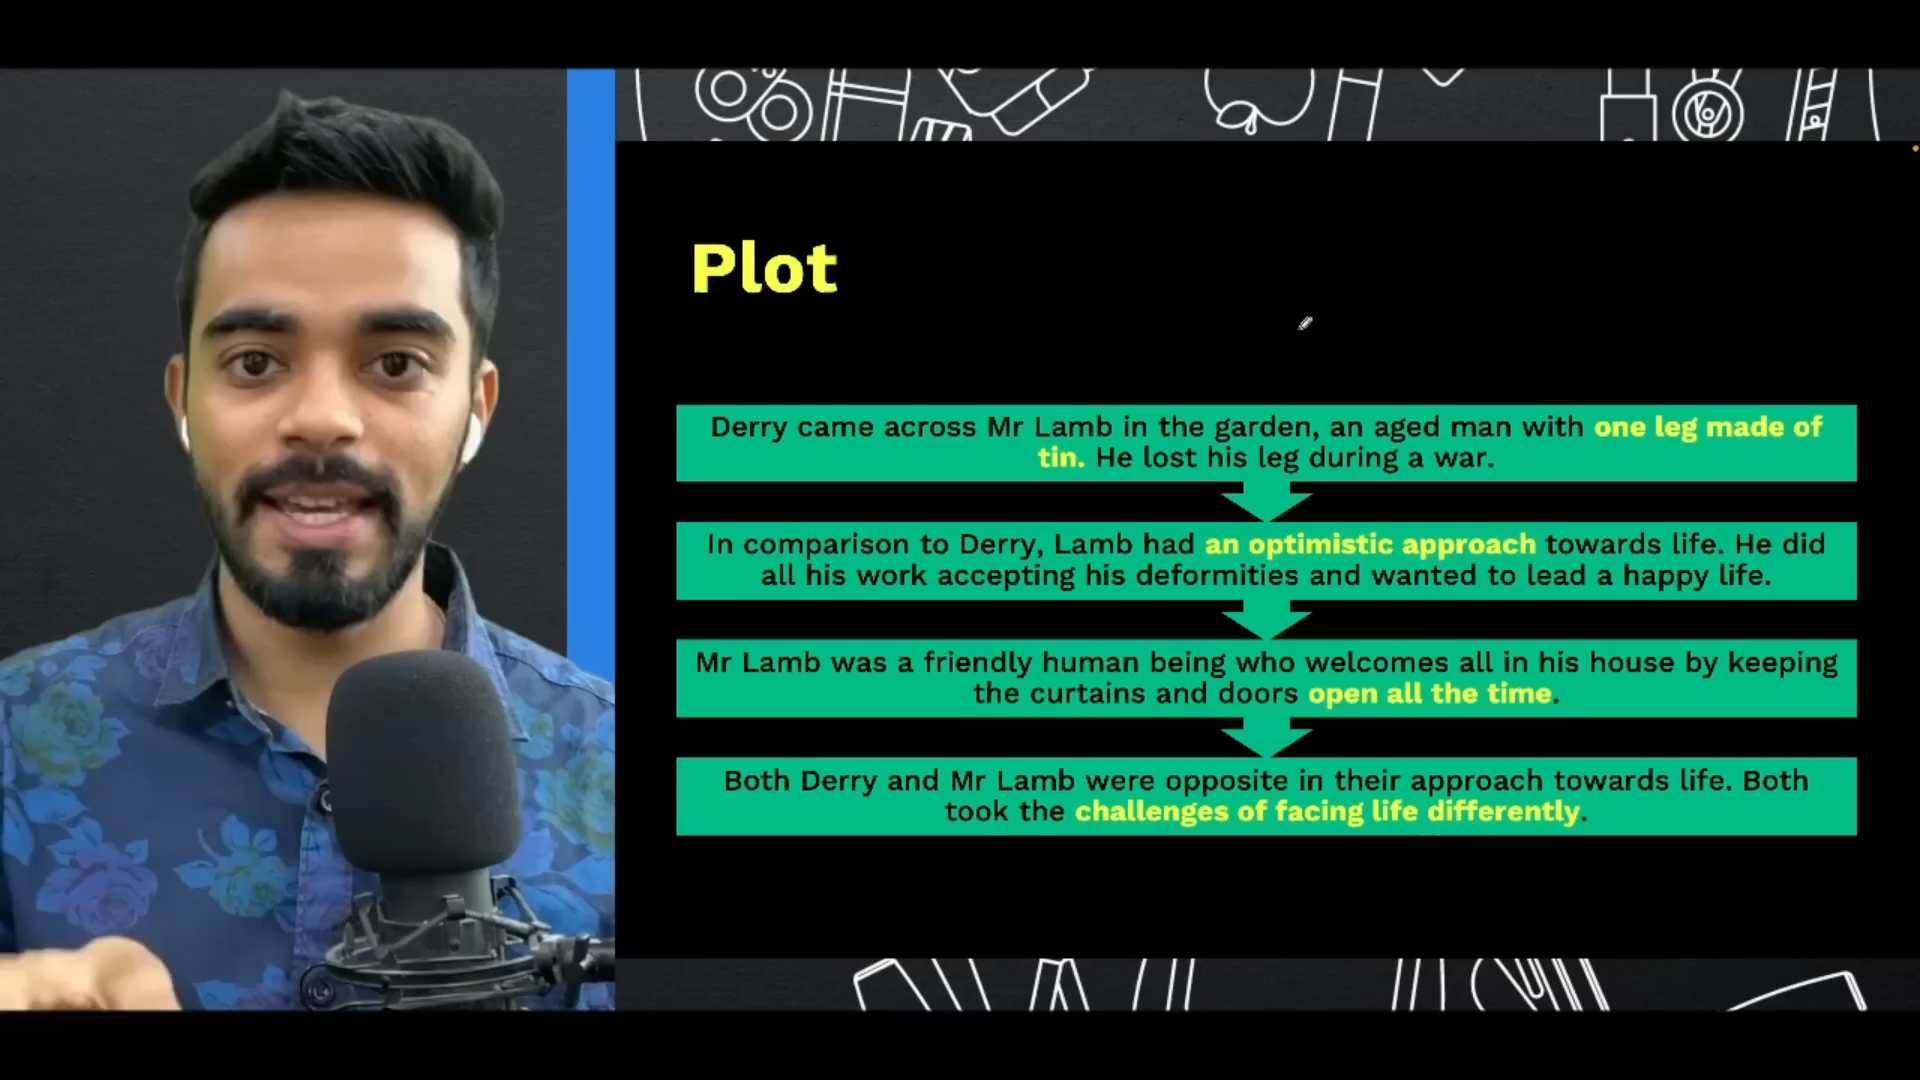 Plot
Derry came across Mr Lamb in the garden, an aged man with one leg made of
tin. He lost his leg during a war.
In comparison to Derry, Lamb had an optimistic approach towards life. He did
all his work accepting his deformities and wanted to lead a happy life.
Mr Lamb was a friendly human being who welcomes all in his house by keeping
the curtains and doors open all the time.
Both Derry and Mr Lamb were opposite in their approach towards life. Both
took the challenges of facing life differently.